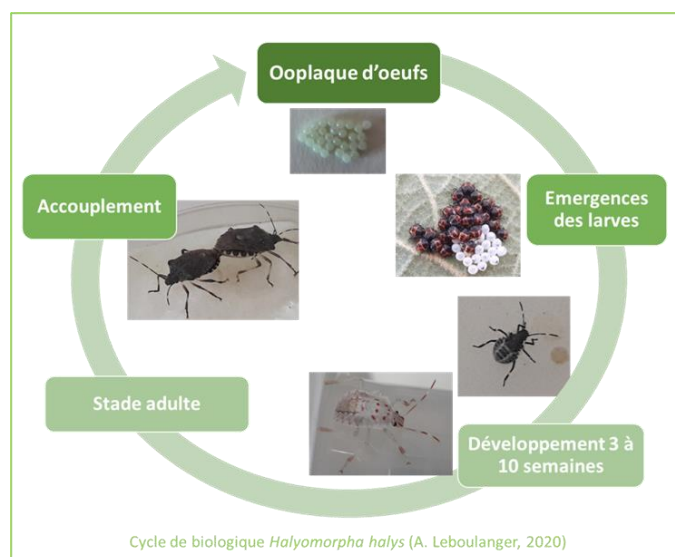 Ooplaque d'oeufs
Emergences
des larves
Accouplement
Stade adulte
Développement 3 à
10 semaines
Cycle de biologique Halyomorpha halys (A. Leboulanger, 2020)